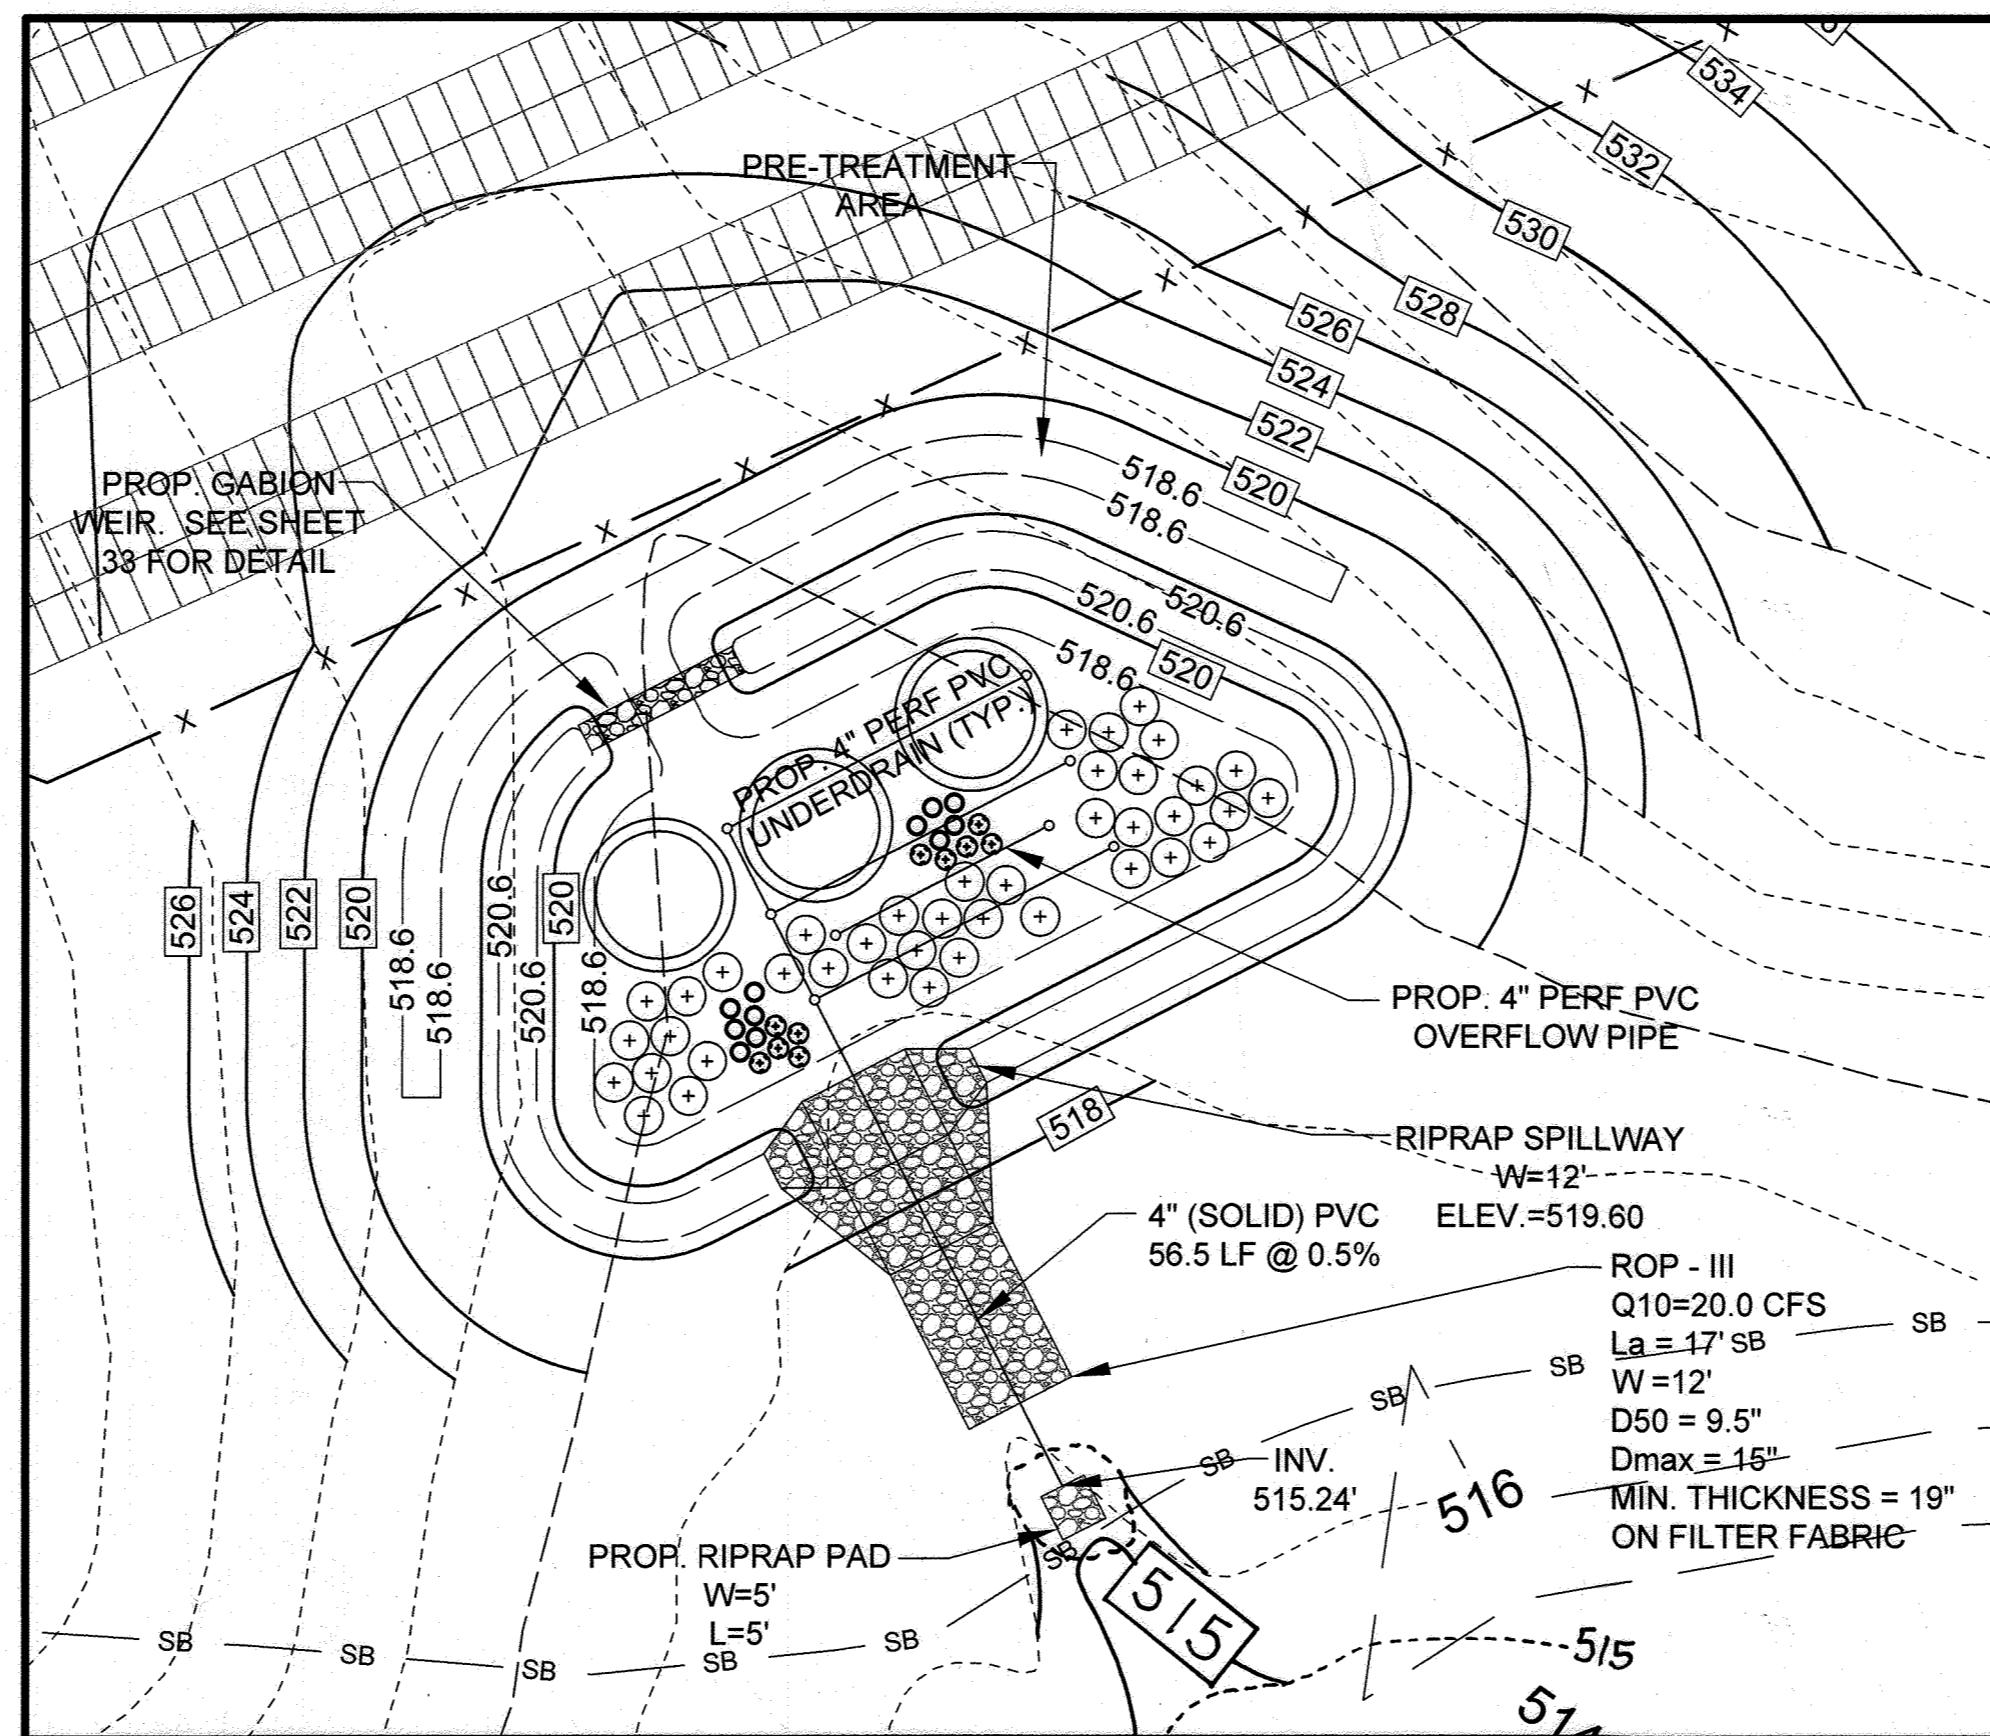 534
532
530
528
526
524
522
520
PRE-TREATMENT
AREA
518.6
518.6
PROP. GABION
WEIR. SEE SHEET
33 FOR DETAIL
520.6
520.6
518.6
520
PROP. 4" PERF PVC
UNDERDRAIN (TYP.)
526
524
522
520
518.6
518.6
520.6
520.6
520
518.6
PROP. 4" PERF PVC
OVERFLOW PIPE
518
RIPRAP SPILLWAY
W=12'
ELEV.=519.60
4" (SOLID) PVC
56.5 LF @ 0.5%
ROP - III
Q10=20.0 CFS
La = 17'
W =12'
D50 = 9.5"
Dmax = 15"
MIN. THICKNESS = 19"
ON FILTER FABRIC
SB
SB
SB
SB
SB
SB
INV.
515.24'
516
PROP. RIPRAP PAD
W=5'
L=5'
515
515
SB
SB
SB
SB
SB